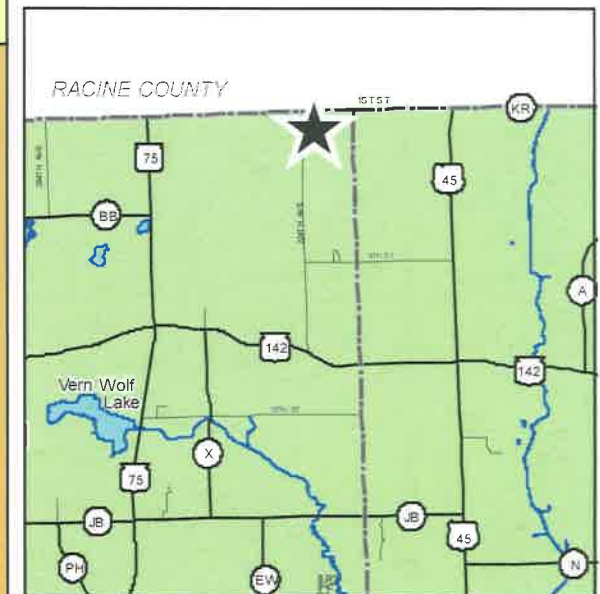 RACINE COUNTY
1ST ST
KR
75
45
BB
A
142
142
Vern Wolf
Lake
X
75
JB
JB
45
PH
EW
N